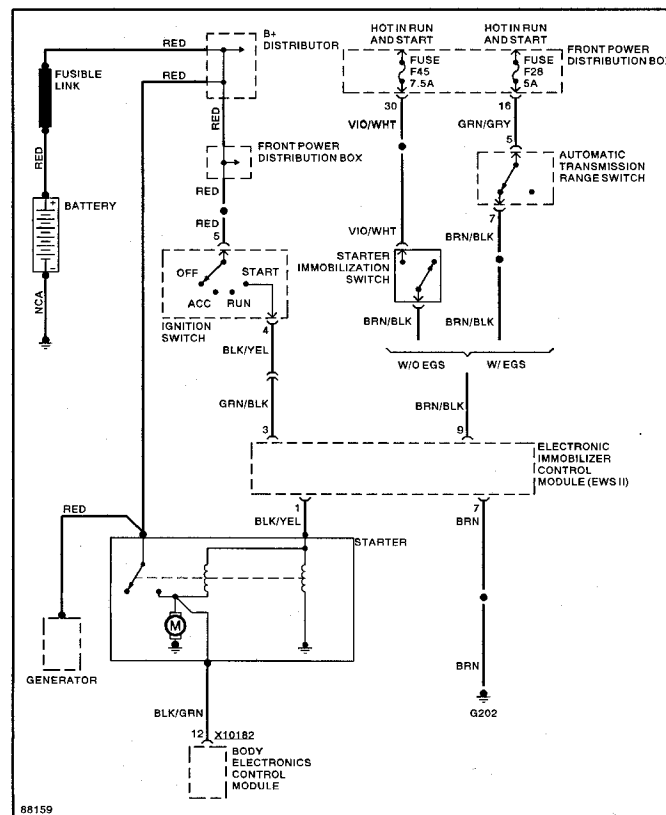 RED
B+
DISTRIBUTOR
HOT IN RUN
AND START
HOT IN RUN
AND START
FUSIBLE
LINK
RED
FUSE
F45
7.5A
FUSE
F28
5A
FRONT POWER
DISTRIBUTION BOX
30
16
RED
VIO/WHT
GRN/GRY
RED
FRONT POWER
DISTRIBUTION BOX
5
AUTOMATIC
TRANSMISSION
RANGE SWITCH
RED
BATTERY
+
-
RED
5
VIO/WHT
7
BRN/BLK
OFF
START
ACC
RUN
STARTER
IMMOBILIZATION
SWITCH
NCA
IGNITION
SWITCH
4
BRN/BLK
BRN/BLK
BLK/YEL
W/O EGS
W/ EGS
GRN/BLK
BRN/BLK
3
9
ELECTRONIC
IMMOBILIZER
CONTROL
MODULE (EWS II)
1
7
RED
BLK/YEL
BRN
STARTER
M
GENERATOR
BRN
G202
BLK/GRN
12
X10182
BODY
ELECTRONICS
CONTROL
MODULE
88159